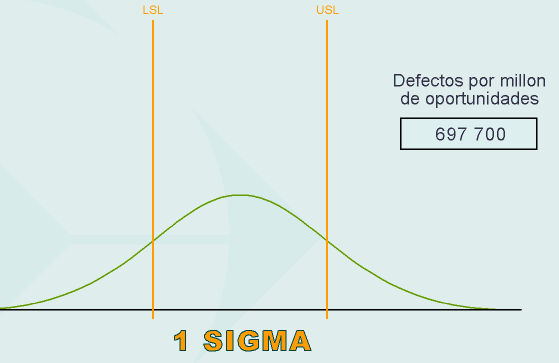 LSL USL
Defectos por millon
de oportunidades
697 700
1 SIGMA